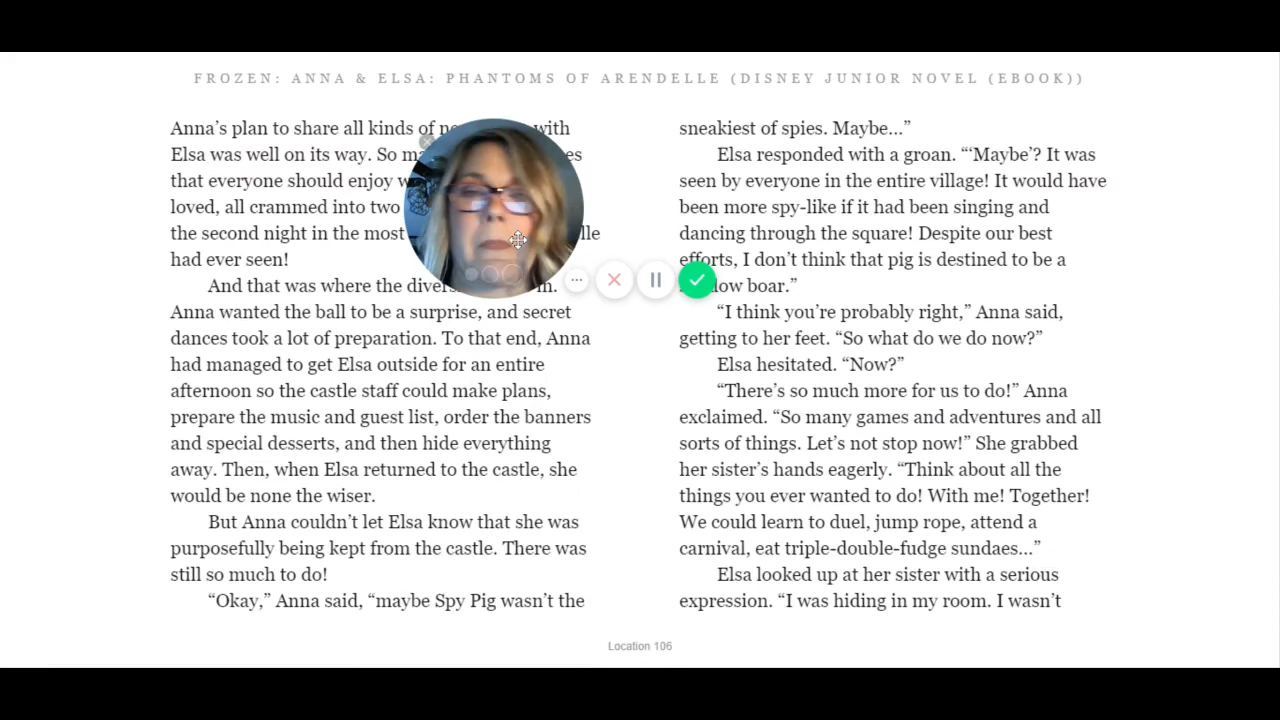 FROZEN: ANNA & ELSA: PHANTOMS OF ARENDELLE (DISNEY JUNIOR NOVEL (EBOOK))
Anna’s plan to share all kinds of with
Elsa was well on its way. So
that everyone should enjoy
loved, all crammed into two
the second night in the most
had ever seen!
And that was where the
Anna wanted the ball to be a surprise, and secret
dances took a lot of preparation. To that end, Anna
had managed to get Elsa outside for an entire
afternoon so the castle staff could make plans,
prepare the music and guest list, order the banners
and special desserts, and then hide everything
away. Then, when Elsa returned to the castle, she
would be none the wiser.
But Anna couldn’t let Elsa know that she was
purposefully being kept from the castle. There was
still so much to do!
“Okay,” Anna said, “maybe Spy Pig wasn’t the
sneakiest of spies. Maybe...”
Elsa responded with a groan. “‘Maybe’? It was
seen by everyone in the entire village! It would have
been more spy-like if it had been singing and
dancing through the square! Despite our best
efforts, I don’t think that pig is destined to be a
boar.”
“I think you’re probably right,” Anna said,
getting to her feet. “So what do we do now?”
Elsa hesitated. “Now?”
“There’s so much more for us to do!” Anna
exclaimed. “So many games and adventures and all
sorts of things. Let’s not stop now!” She grabbed
her sister’s hands eagerly. “Think about all the
things you ever wanted to do! With me! Together!
We could learn to duel, jump rope, attend a
carnival, eat triple-double-fudge sundaes...”
Elsa looked up at her sister with a serious
expression. “I was hiding in my room. I wasn’t
Location 106